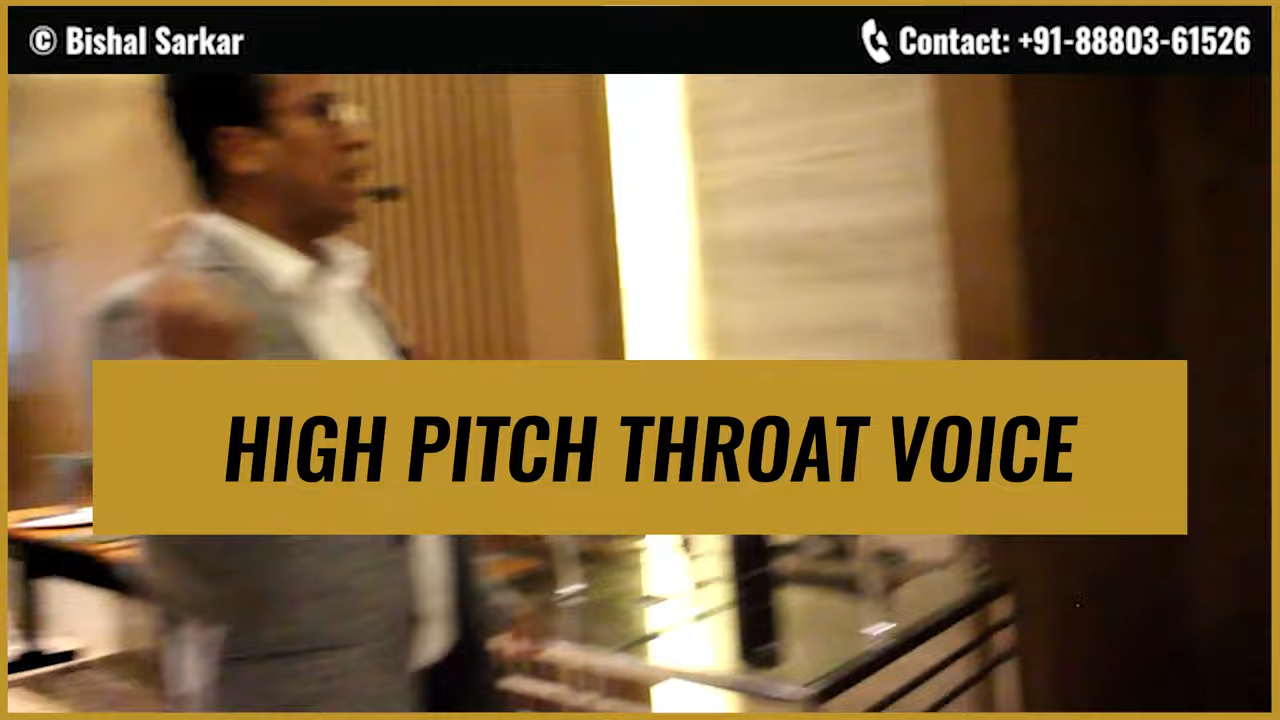 © Bishal Sarkar
Contact: +91-88803-61526
HIGH PITCH THROAT VOICE